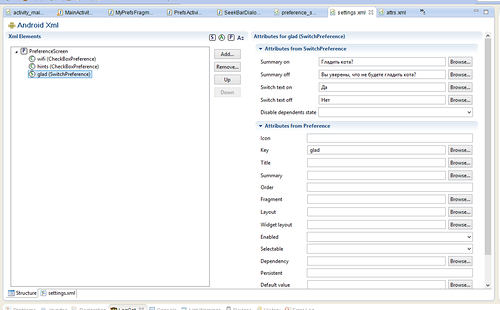 activity_mai...
MainActivi...
MyPrefsFragm...
PrefsActivi...
SeekBarDialo...
preference_s...
settings.xml
attrs.xml
Android Xml
Xml Elements
S A P Az
PreferenceScreen
wifi (CheckBoxPreference)
hints (CheckBoxPreference)
S glad (SwitchPreference)
Add...
Remove...
Up
Down
Attributes for glad (SwitchPreference)
Attributes from SwitchPreference
Summary on Гладить кота? Browse...
Summary off Вы уверены, что не будете гладить кота? Browse...
Switch text on Да Browse...
Switch text off Нет Browse...
Disable dependents state
Attributes from Preference
Icon
Key glad Browse...
Title Browse...
Summary Browse...
Order
Fragment Browse...
Layout Browse...
Widget layout Browse...
Enabled
Selectable
Dependency Browse...
Persistent
Default value Browse...
Structure settings.xml